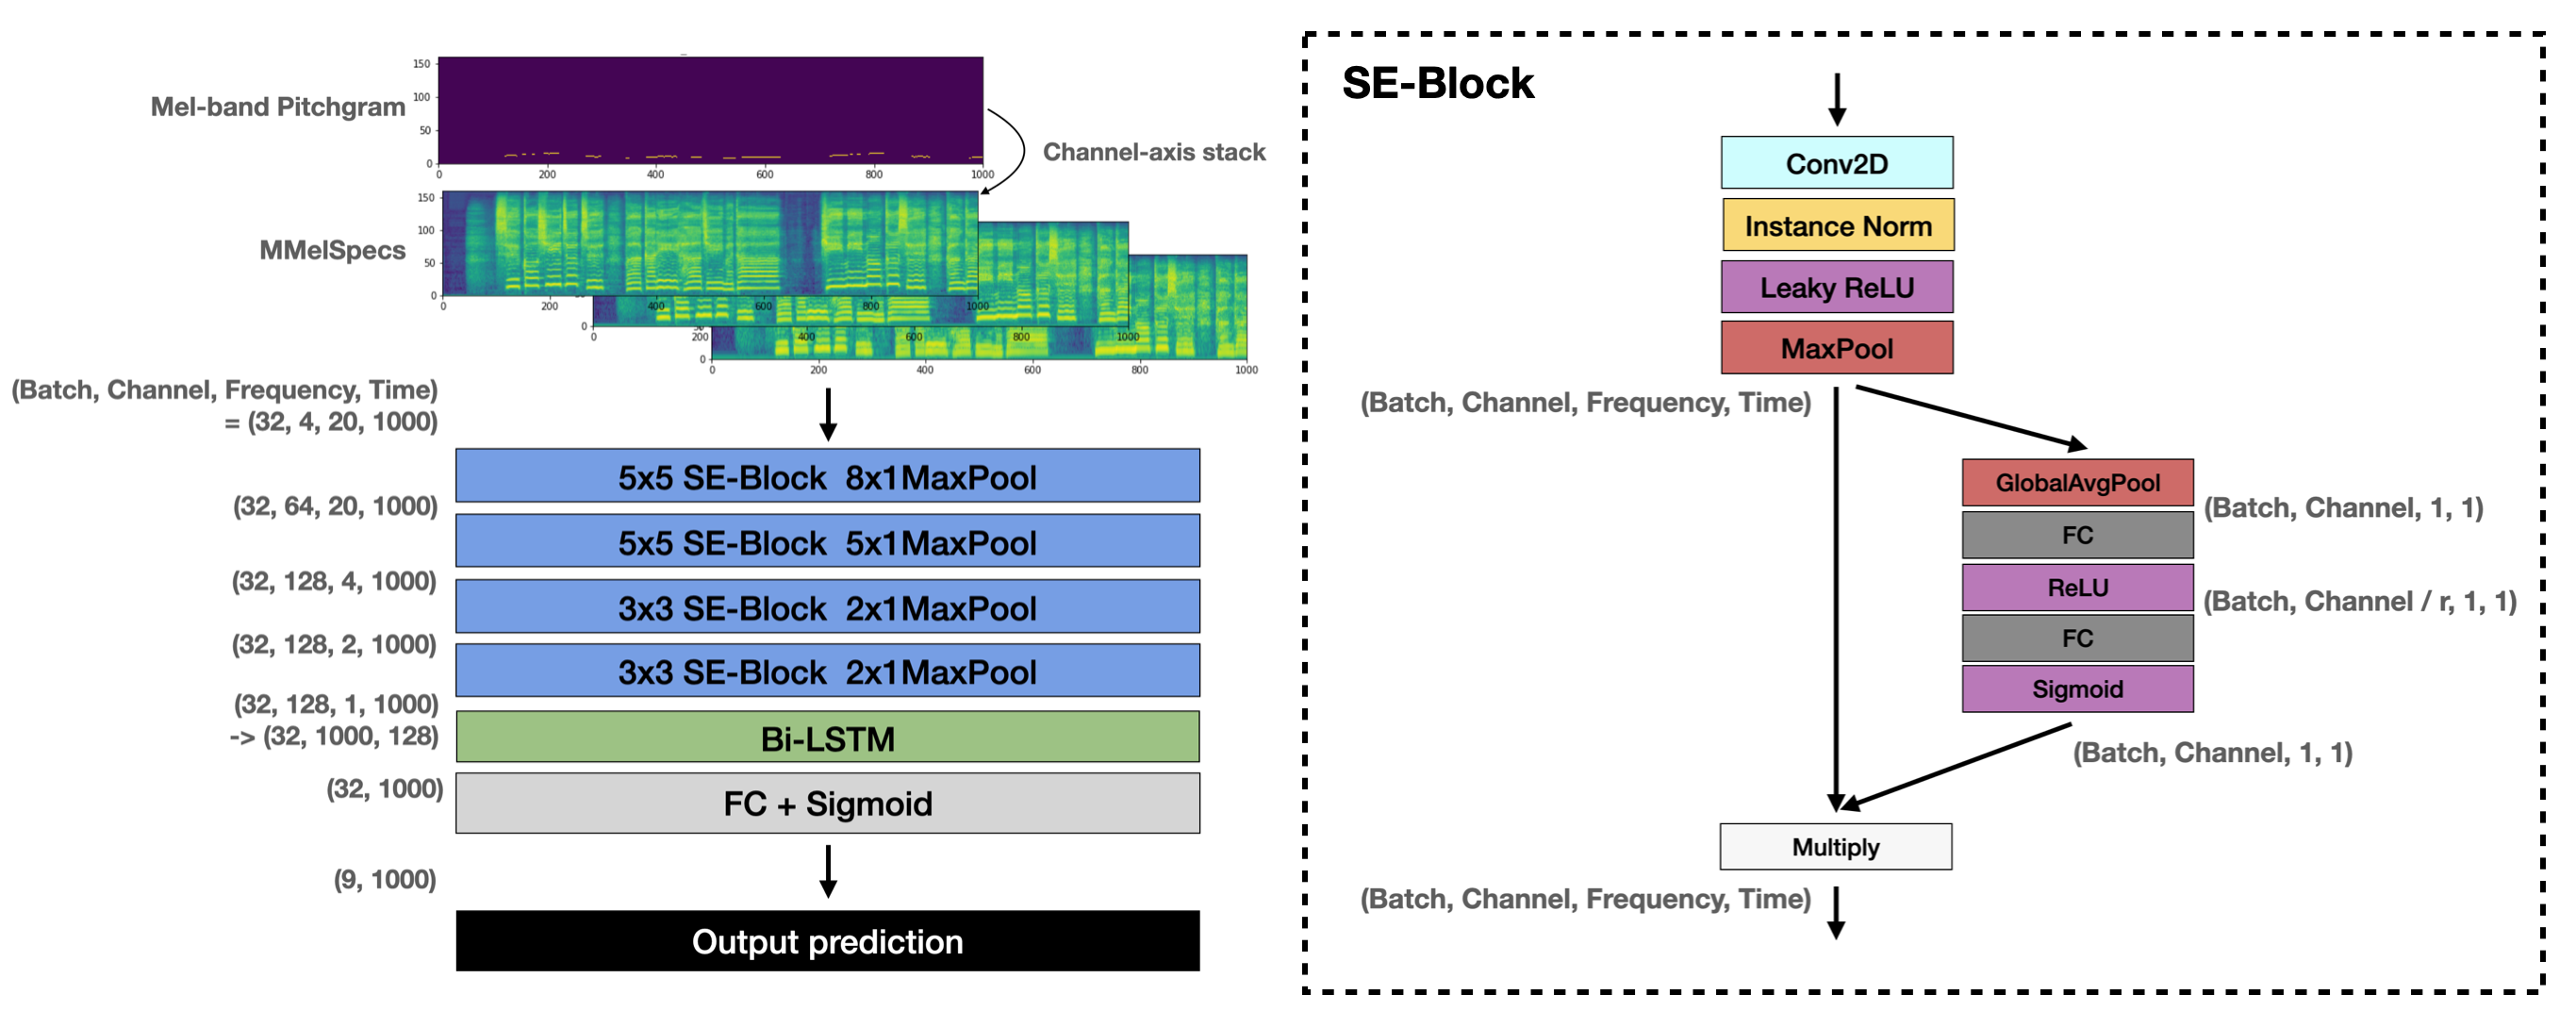 Mel-band Pitchgram
150
100
50
0
0 200 400 600 800 1000
Channel-axis stack
MMelSpecs
150
100
50
0
0 200 400 600 800 1000
0
0 200 400 600 800 1000
0
0 200 400 600 800 1000
(Batch, Channel, Frequency, Time)
= (32, 4, 20, 1000)
5x5 SE-Block 8x1MaxPool
(32, 64, 20, 1000)
5x5 SE-Block 5x1MaxPool
(32, 128, 4, 1000)
3x3 SE-Block 2x1MaxPool
(32, 128, 2, 1000)
3x3 SE-Block 2x1MaxPool
(32, 128, 1, 1000)
-> (32, 1000, 128)
Bi-LSTM
(32, 1000)
FC + Sigmoid
(9, 1000)
Output prediction
SE-Block
Conv2D
Instance Norm
Leaky ReLU
MaxPool
(Batch, Channel, Frequency, Time)
GlobalAvgPool
(Batch, Channel, 1, 1)
FC
ReLU
(Batch, Channel / r, 1, 1)
FC
Sigmoid
(Batch, Channel, 1, 1)
Multiply
(Batch, Channel, Frequency, Time)